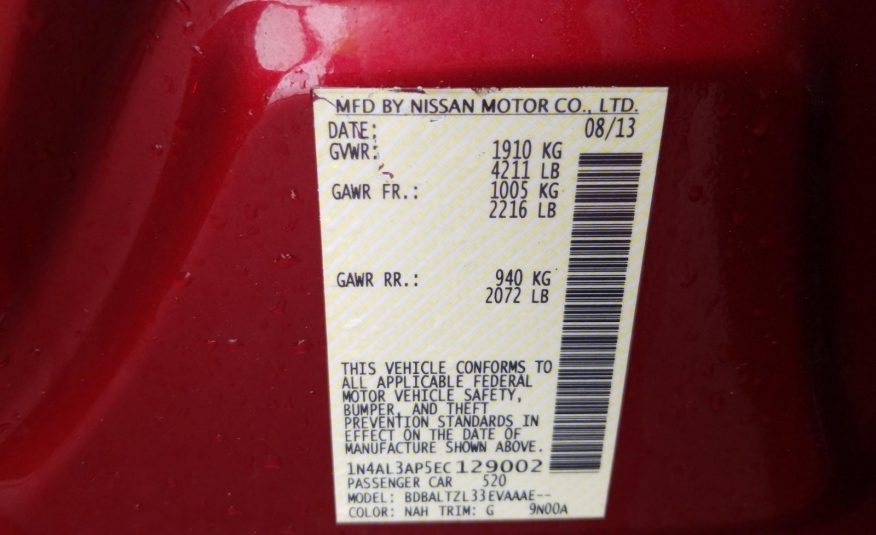 MFD BY NISSAN MOTOR CO., LTD.
DATE: 08/13
GVWR: 1910 KG
4211 LB
GAWR FR.: 1005 KG
2216 LB
GAWR RR.: 940 KG
2072 LB
THIS VEHICLE CONFORMS TO
ALL APPLICABLE FEDERAL
MOTOR VEHICLE SAFETY,
BUMPER, AND THEFT
PREVENTION STANDARDS IN
EFFECT ON THE DATE OF
MANUFACTURE SHOWN ABOVE.
1N4AL3AP5EC129002
PASSENGER CAR 520
MODEL: BDBALTZL33EVAAAE--
COLOR: NAH TRIM: G 9N00A